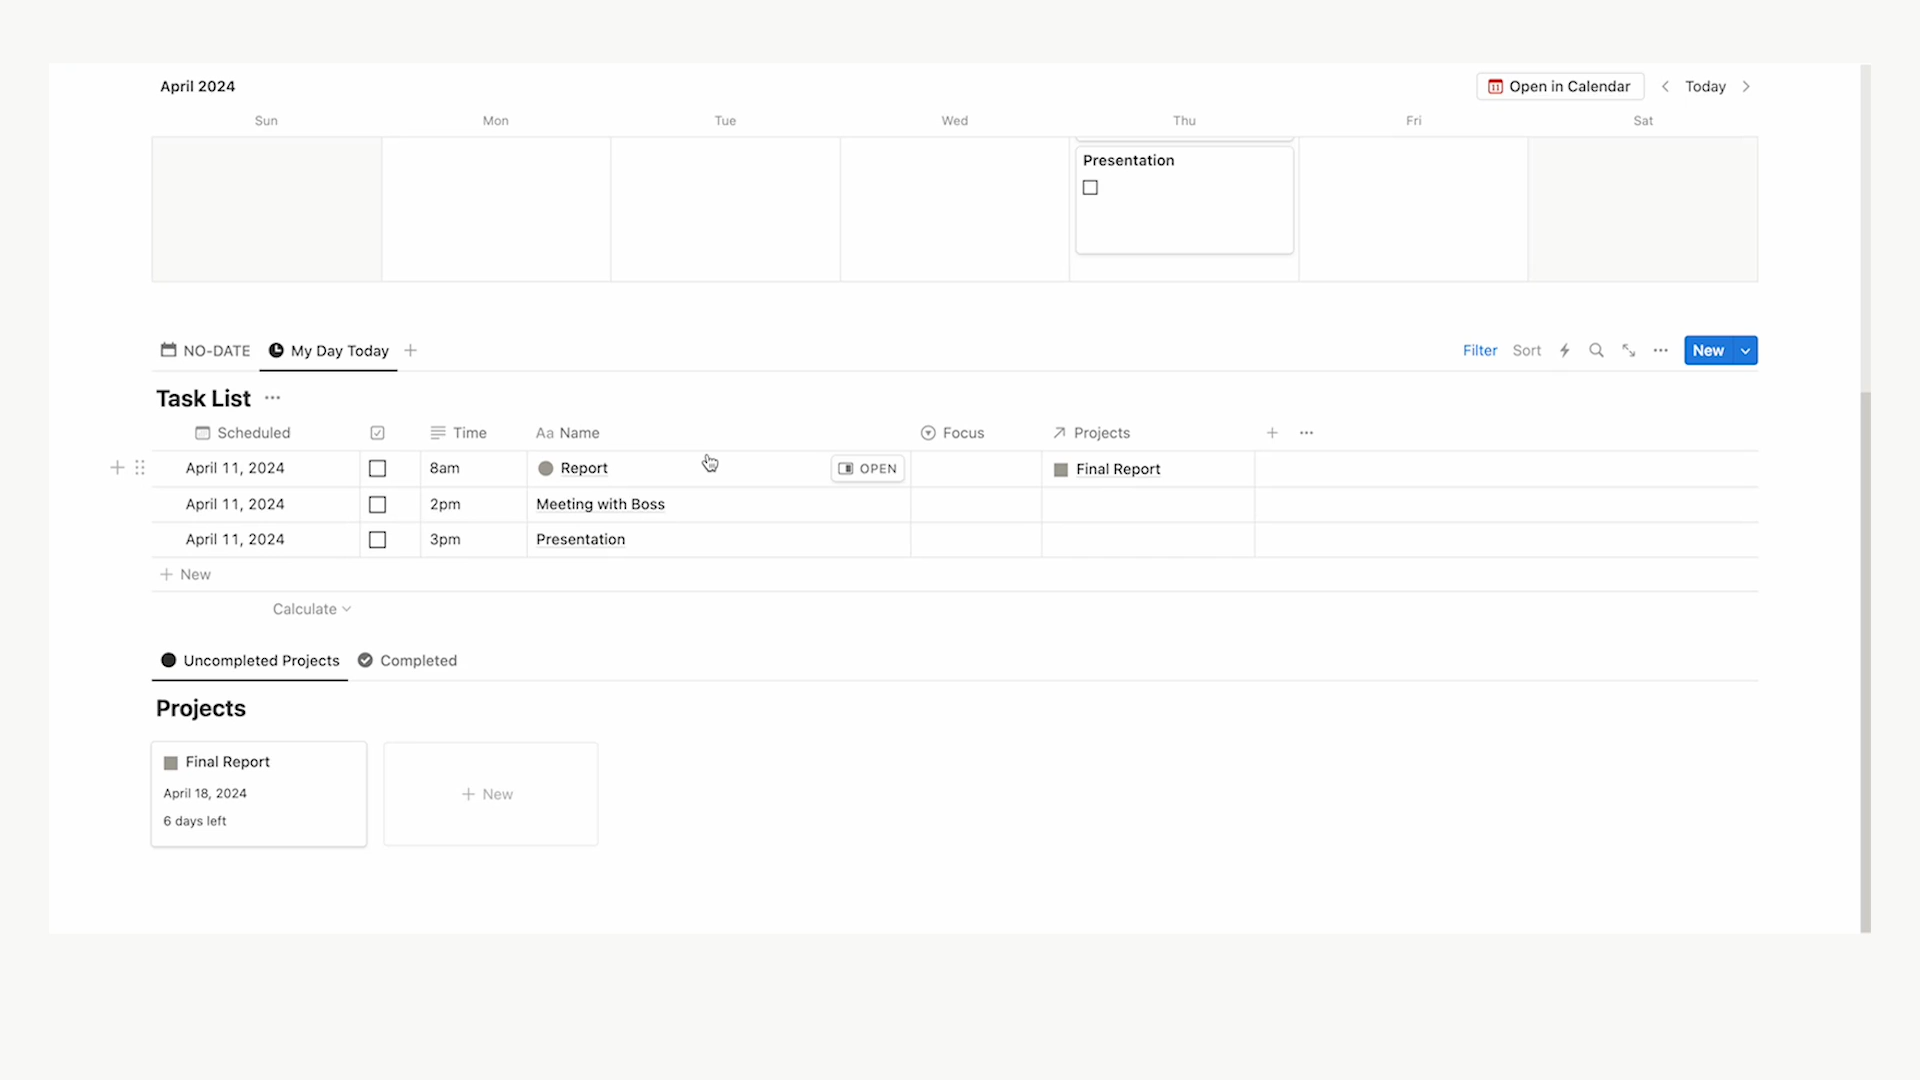 April 2024
Open in Calendar
Today
Sun Mon Tue Wed Thu Fri Sat
Presentation
NO-DATE My Day Today
Filter Sort New
Task List
Scheduled Time Aa Name Focus Projects
April 11, 2024 8am Report OPEN Final Report
April 11, 2024 2pm Meeting with Boss
April 11, 2024 3pm Presentation
New
Calculate
Uncompleted Projects Completed
Projects
Final Report
April 18, 2024
6 days left
New